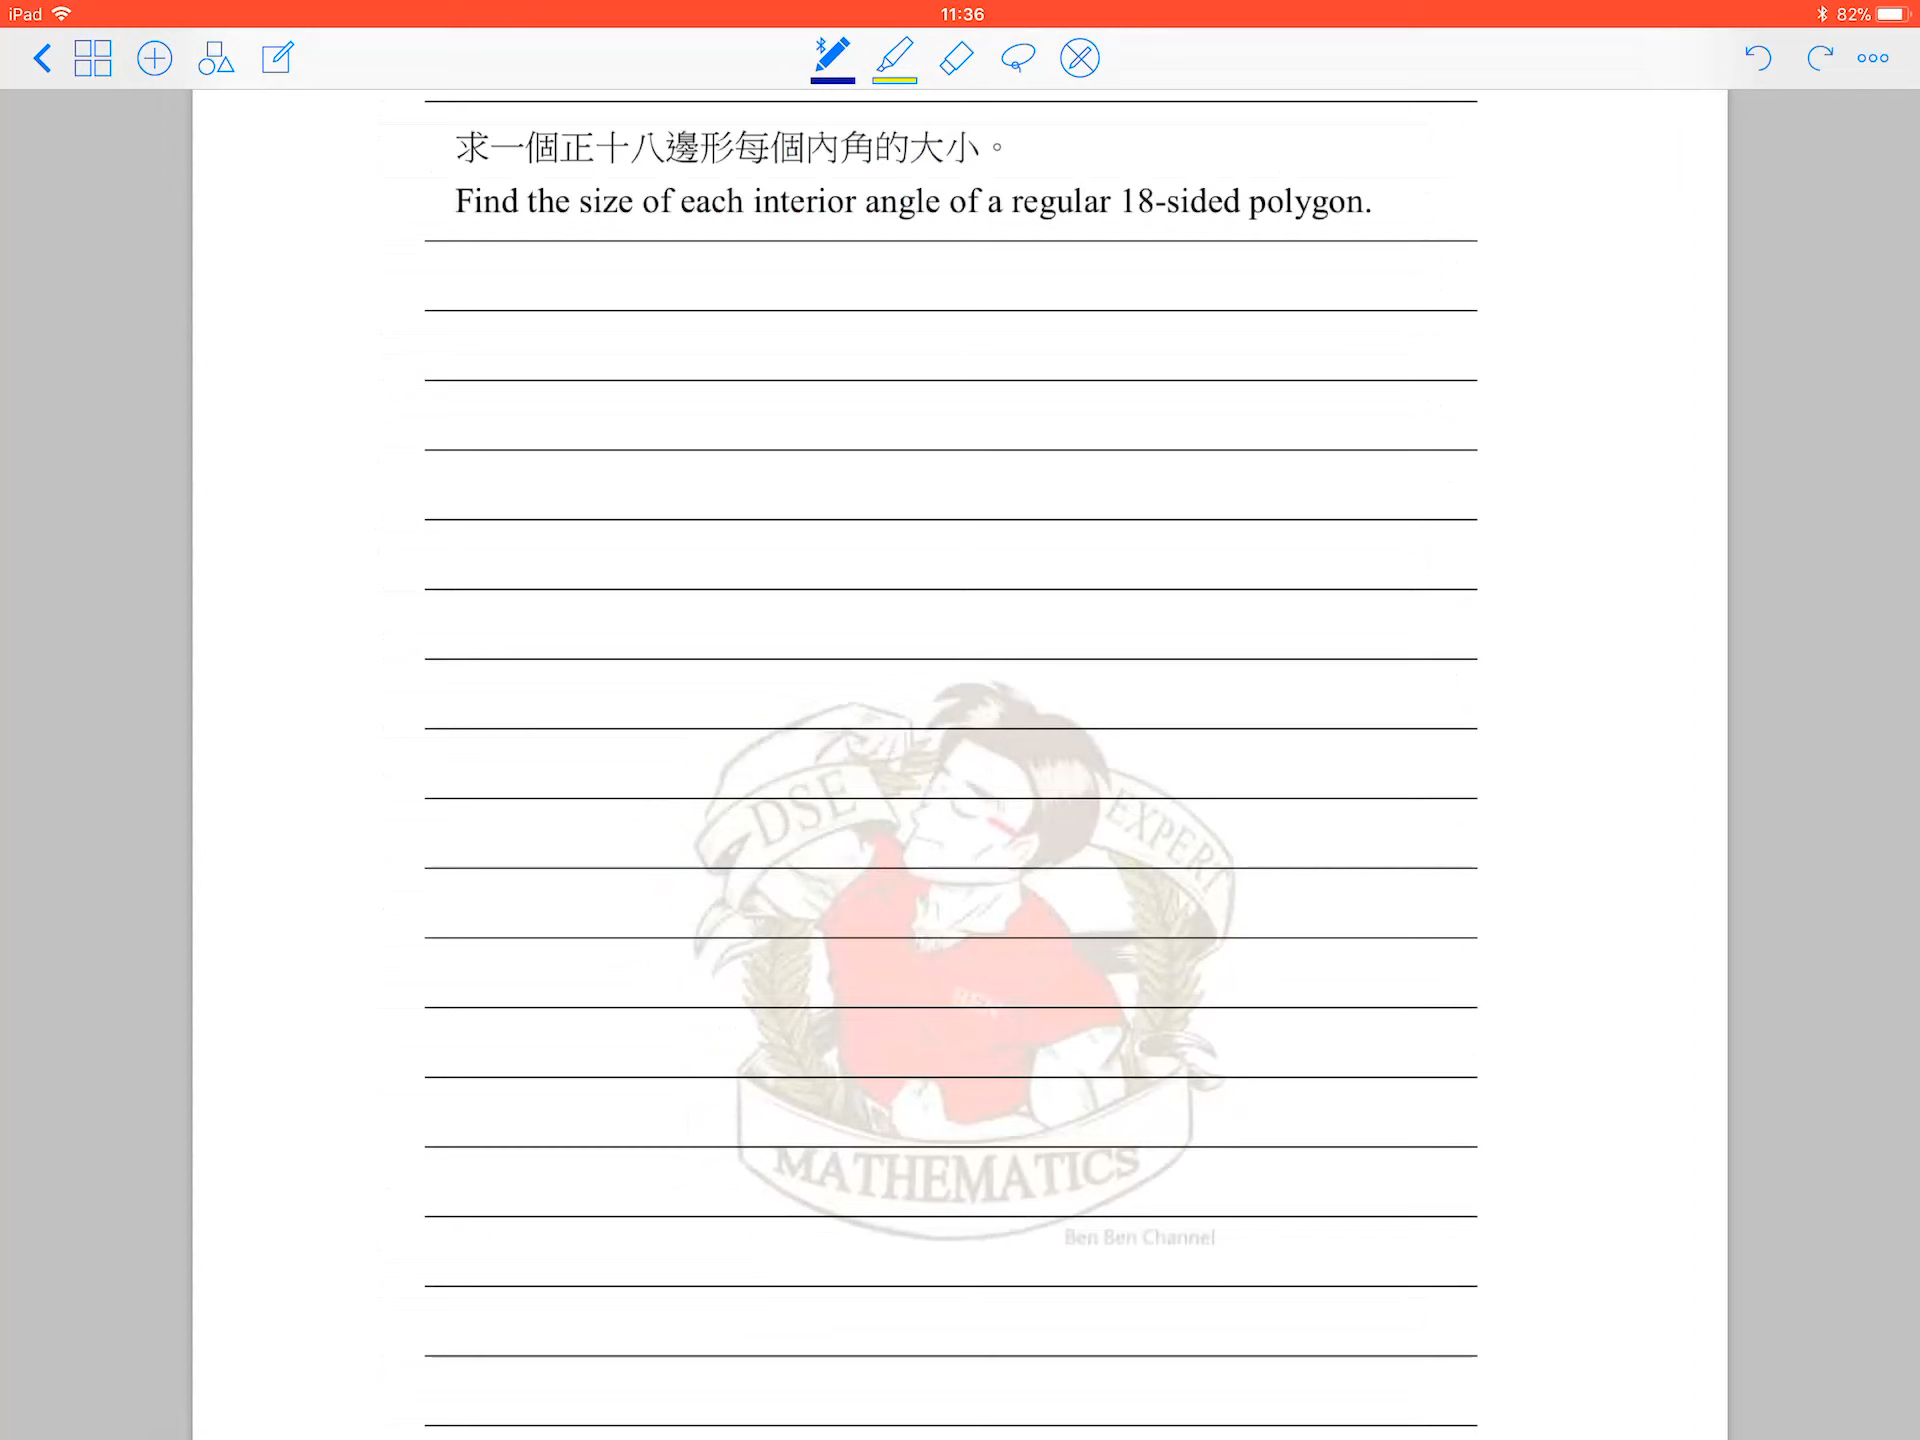 iPad
11:36
82%
求一個正十八邊形每個內角的大小。
Find the size of each interior angle of a regular 18-sided polygon.
DSE
EXPERT
MATHEMATICS
Ben Ben Channel